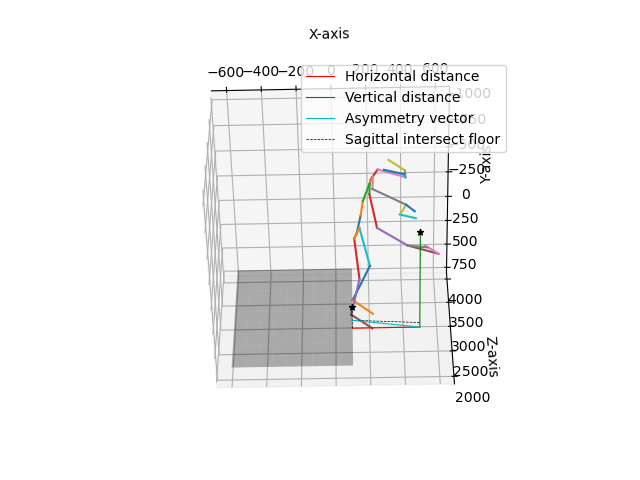 X-axis
−600 −400 −200 0 200 400 600
Horizontal distance
Vertical distance
Asymmetry vector
Sagittal intersect floor
−1000
−250
0
250
500
750
Y-axis
4000
3500
3000
2500
2000
Z-axis